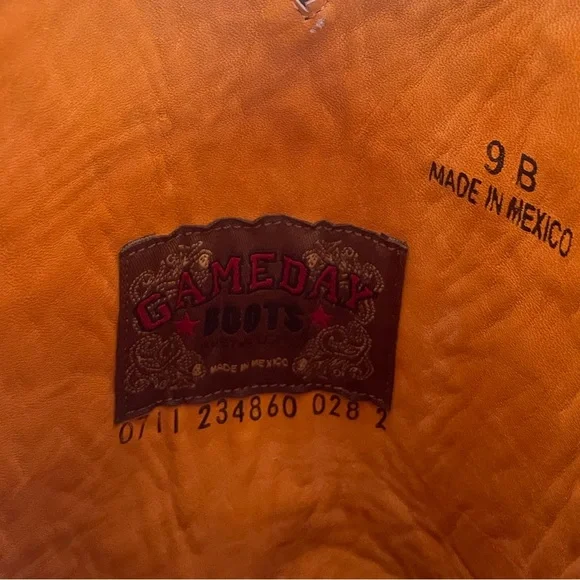 9 B
MADE IN MEXICO
GAMEDAY
BOOTS
MADE IN MEXICO
0711 234860 028 2